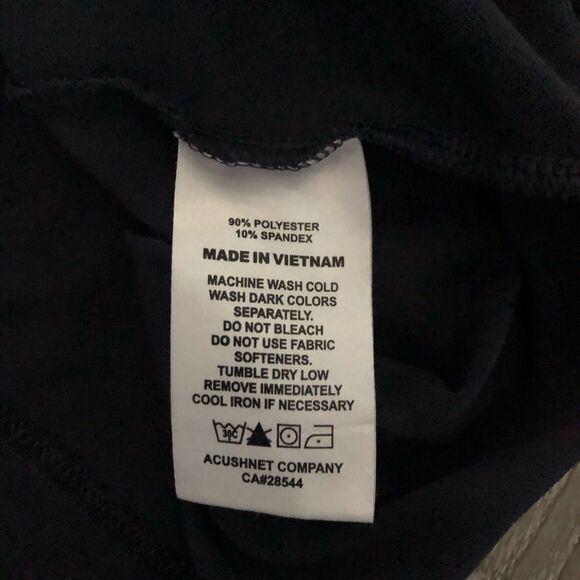 90% POLYESTER
10% SPANDEX
MADE IN VIETNAM
MACHINE WASH COLD
WASH DARK COLORS
SEPARATELY.
DO NOT BLEACH
DO NOT USE FABRIC
SOFTENERS.
TUMBLE DRY LOW
REMOVE IMMEDIATELY
COOL IRON IF NECESSARY
30C
ACUSHNET COMPANY
CA#28544